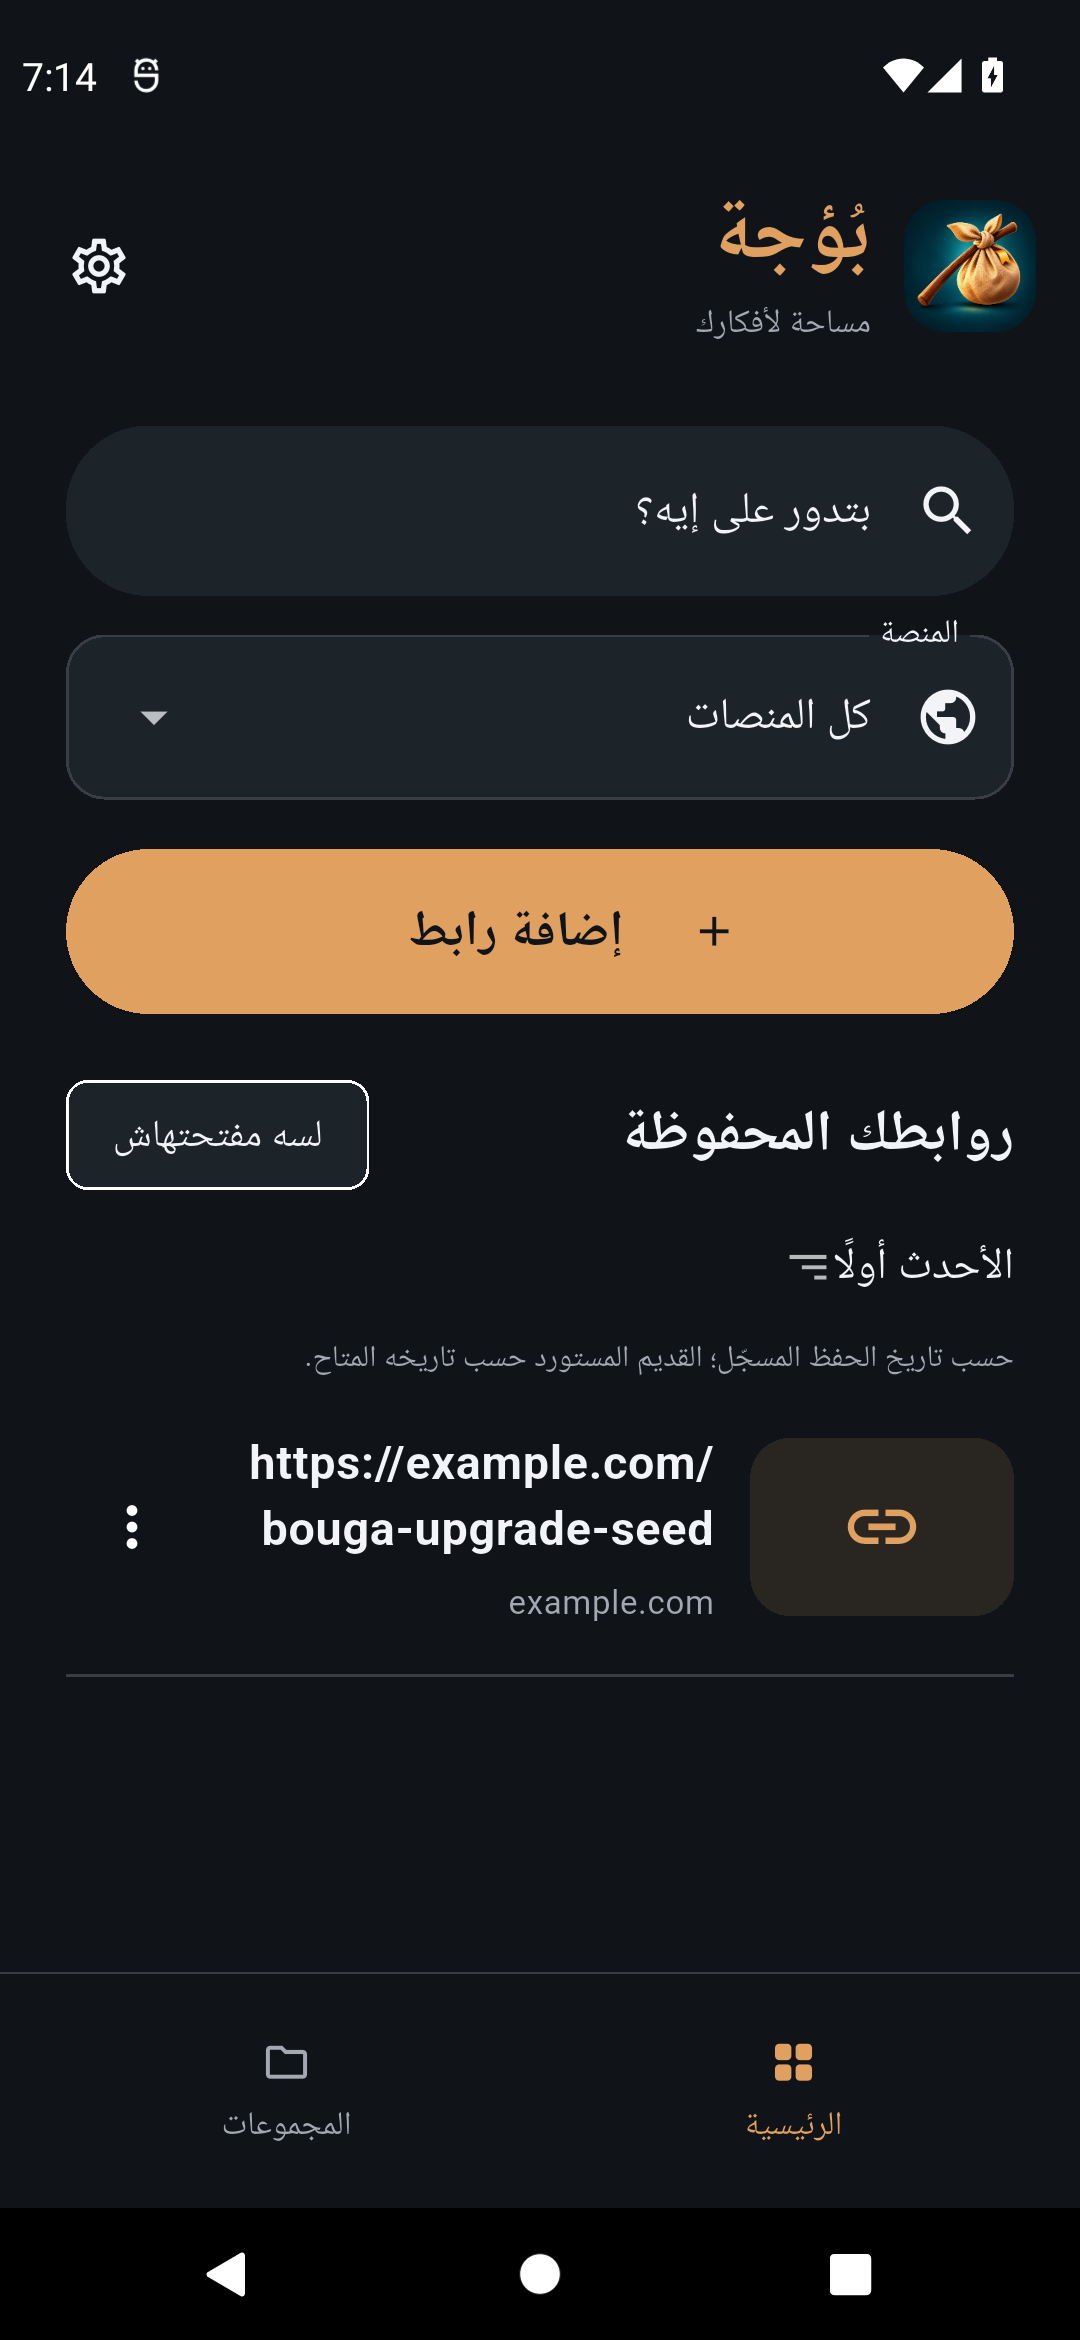 7:14
بُؤجة
مساحة لأفكارك
بتدور على إيه؟
المنصة
كل المنصات
إضافة رابط
روابطك المحفوظة
لسه مفتحتهاش
الأحدث أولًا
حسب تاريخ الحفظ المسجّل؛ القديم المستورد حسب تاريخه المتاح.
https://example.com/
bouga-upgrade-seed
example.com
الرئيسية
المجموعات